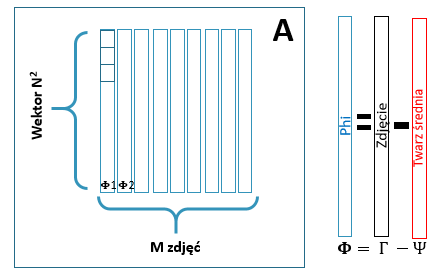 A
Wektor N²
Φ1 Φ2
M zdjęć
Phi = Zdjęcie - Twarz średnia
Φ = Γ − Ψ